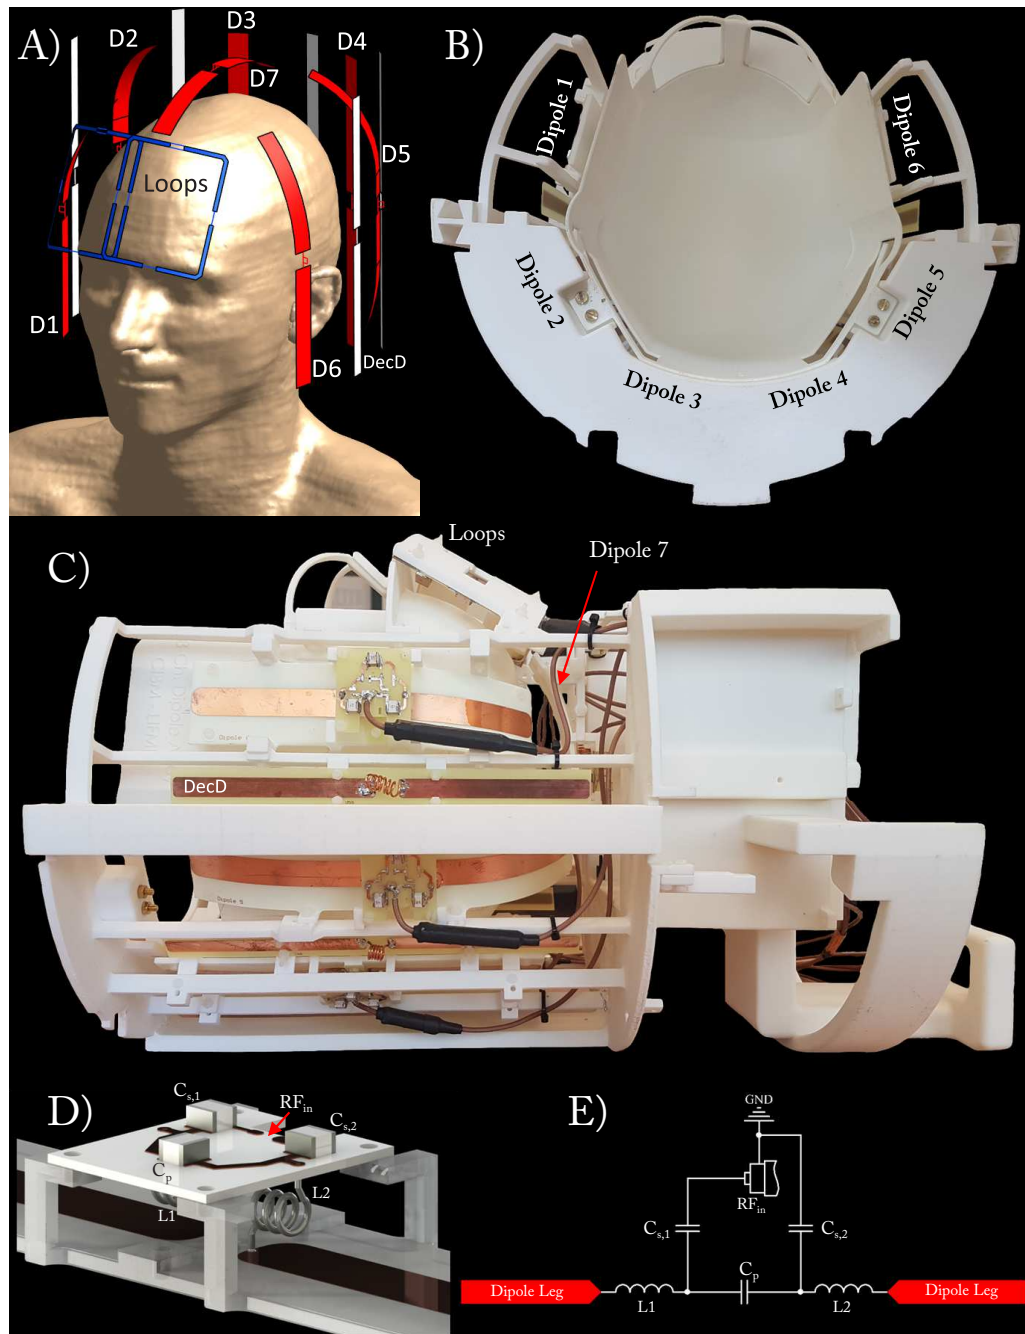 A)
D2
D3
D4
D7
D5
Loops
D1
D6
DecD
B)
Dipole 1
Dipole 6
Dipole 2
Dipole 5
Dipole 3
Dipole 4
C)
Loops
Dipole 7
DecD
Dipole 5
D)
Cs,1
RFin
Cs,2
Cp
L1
L2
E)
GND
RFin
Cs,1
Cs,2
Cp
Dipole Leg
L1
L2
Dipole Leg